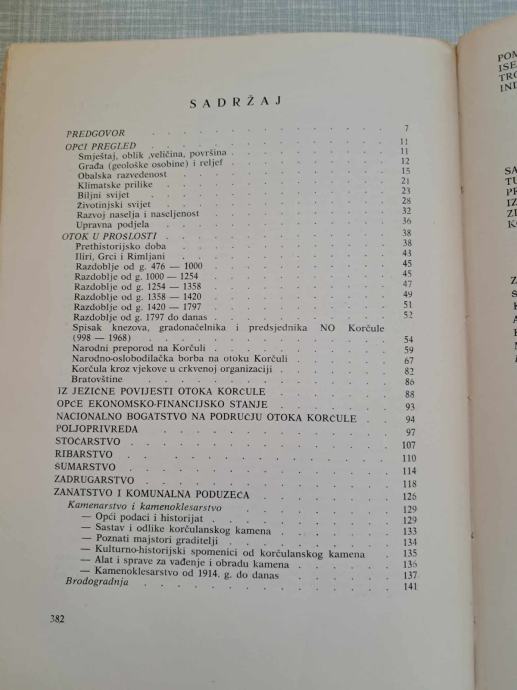 SADRŽAJ
PREDGOVOR . . . . . . . . . . . 7
OPĆI PREGLED . . . . . . . . . . . 11
Smještaj, oblik ,veličina, površina . . . . . . . 11
Građa (geološke osobine) i reljef . . . . . . . 12
Obalska razvedenost . . . . . . . . . 15
Klimatske prilike . . . . . . . . . 21
Biljni svijet . . . . . . . . . . 23
Životinjski svijet . . . . . . . . . 28
Razvoj naselja i naseljenost . . . . . . . . 32
Upravna podjela . . . . . . . . . 36
OTOK U PROŠLOSTI . . . . . . . . . 38
Prethistorijsko doba . . . . . . . . . 38
Iliri, Grci i Rimljani . . . . . . . . . 43
Razdoblje od g. 476 — 1000 . . . . . . . . 45
Razdoblje od g. 1000 — 1254 . . . . . . . . 45
Razdoblje od g. 1254 — 1358 . . . . . . . . 47
Razdoblje od g. 1358 — 1420 . . . . . . . . 49
Razdoblje od g. 1420 — 1797 . . . . . . . . 51
Razdoblje od g. 1797 do danas . . . . . . . . 52
Spisak knezova, gradonačelnika i predsjednika NO Korčule
(998 — 1968) . . . . . . . . . . 54
Narodni preporod na Korčuli . . . . . . . . 59
Narodno-oslobodilačka borba na otoku Korčuli . . . . 67
Korčula kroz vjekove u crkvenoj organizaciji . . . . . 82
Bratovštine . . . . . . . . . . 86
IZ JEZIČNE POVIJESTI OTOKA KORČULE . . . . . 88
OPĆE EKONOMSKO-FINANCIJSKO STANJE . . . . . 93
NACIONALNO BOGATSTVO NA PODRUČJU OTOKA KORČULE . . 94
POLJOPRIVREDA . . . . . . . . . . 97
STOČARSTVO . . . . . . . . . . 107
RIBARSTVO . . . . . . . . . . 110
ŠUMARSTVO . . . . . . . . . . 114
ZADRUGARSTVO . . . . . . . . . . 118
ZANATSTVO I KOMUNALNA PODUZEĆA . . . . . 126
Kamenarstvo i kamenoklesarstvo . . . . . . . 129
— Opći podaci i historijat . . . . . . . . 129
— Sastav i odlike korčulanskog kamena . . . . . 133
— Poznati majstori graditelji . . . . . . . 134
— Kulturno-historijski spomenici od korčulanskog kamena . 135
— Alat i sprave za vađenje i obradu kamena . . . . . 136
— Kamenoklesarstvo od 1914. g. do danas . . . . . 137
Brodogradnja . . . . . . . . . . 141
382